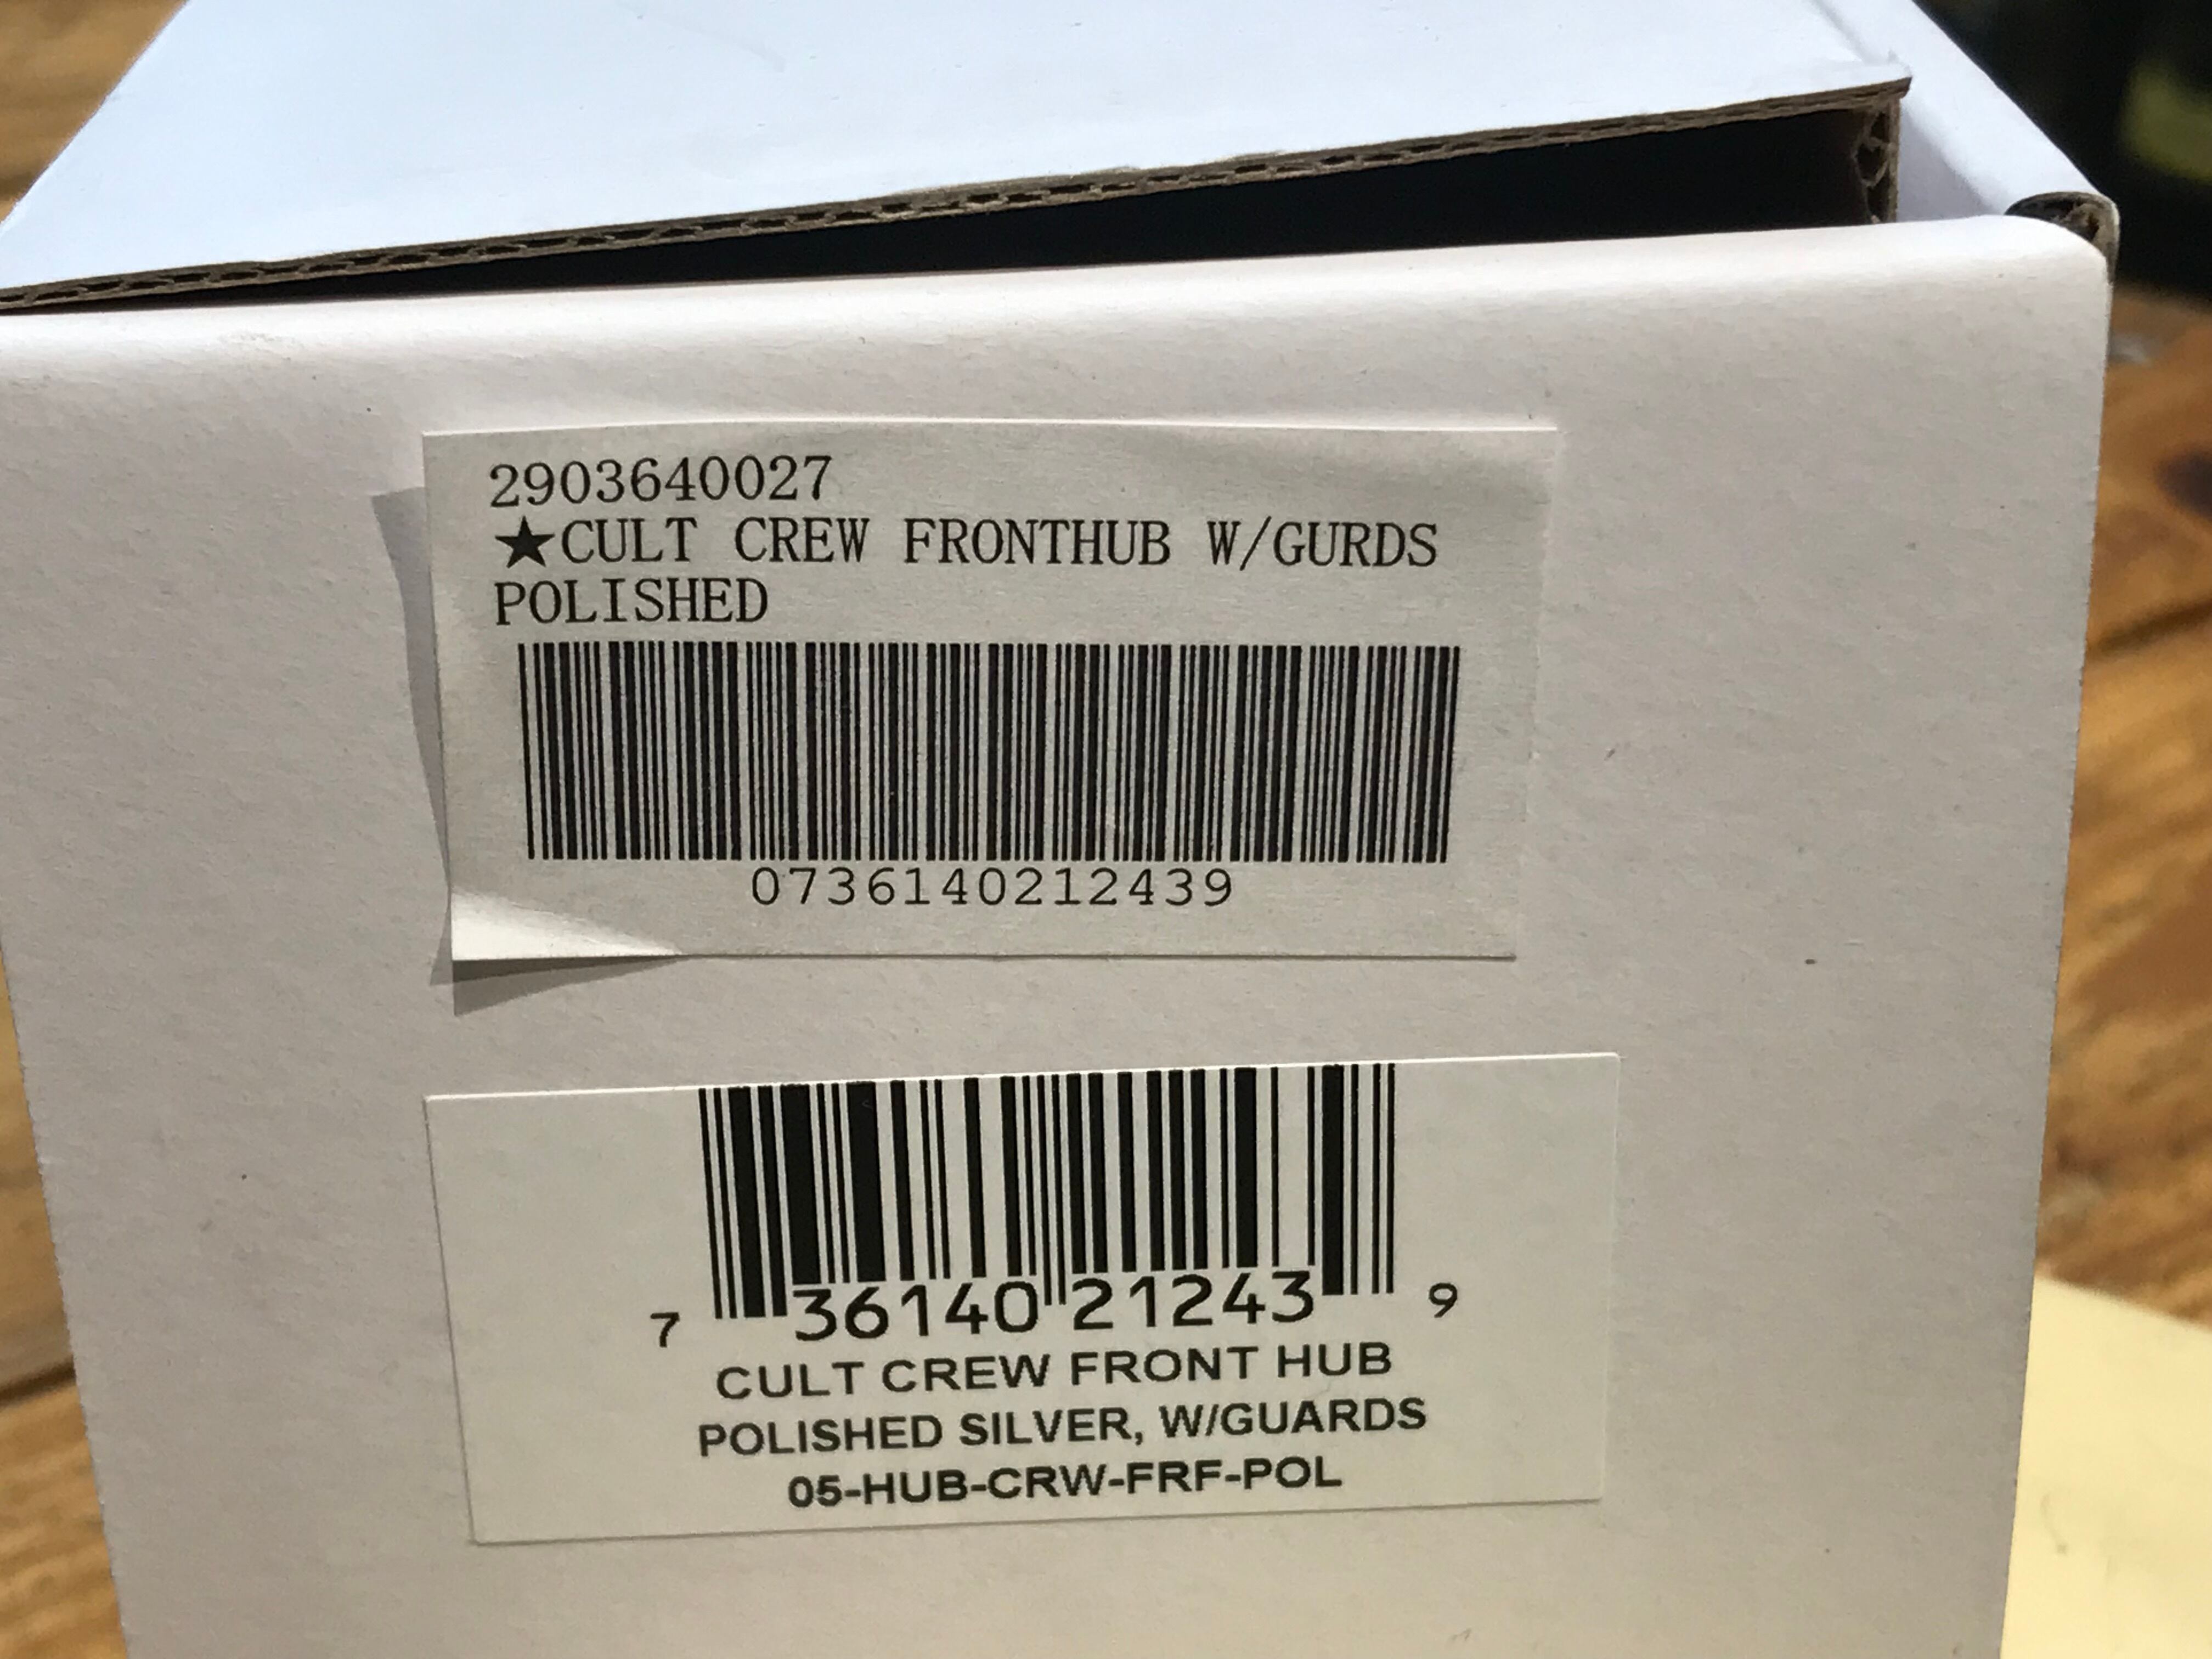 2903640027
★CULT CREW FRONTHUB W/GURDS
POLISHED
0736140212439
7 36140 21243 9
CULT CREW FRONT HUB
POLISHED SILVER, W/GUARDS
05-HUB-CRW-FRF-POL